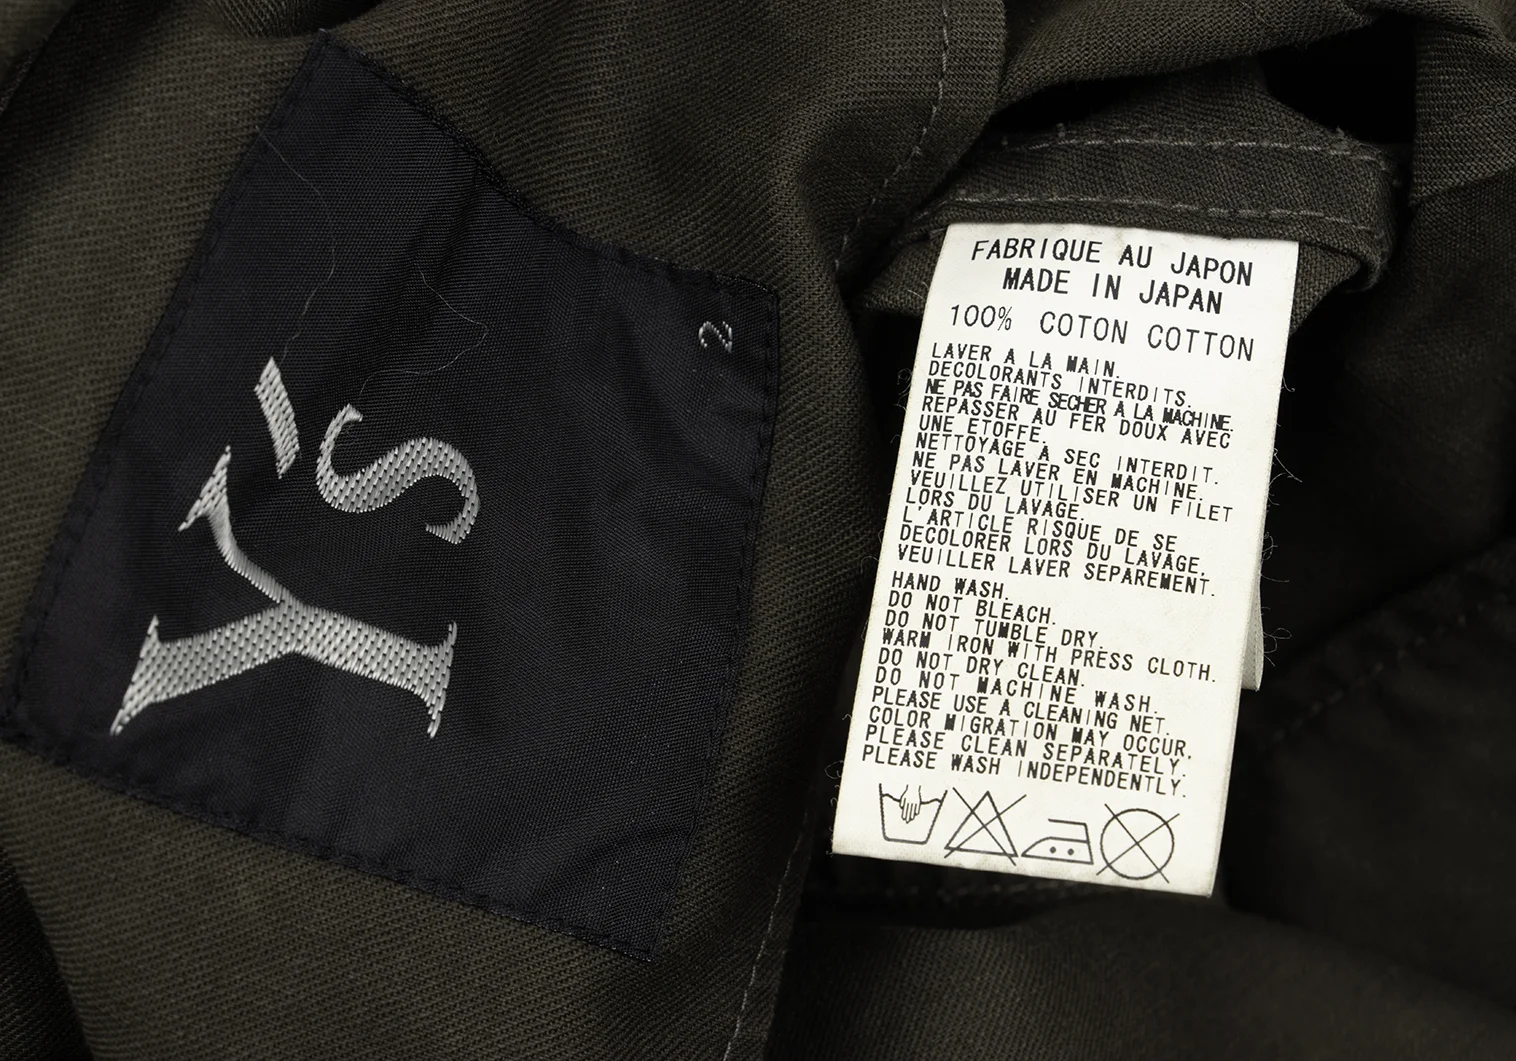 Y's
2
FABRIQUE AU JAPON
MADE IN JAPAN
100% COTON COTTON
LAVER A LA MAIN.
DECOLORANTS INTERDITS.
NE PAS FAIRE SECHER A LA MACHINE.
REPASSER AU FER DOUX AVEC
UNE ETOFFE.
NETTOYAGE A SEC INTERDIT.
NE PAS LAVER EN MACHINE.
VEUILLEZ UTILISER UN FILET
LORS DU LAVAGE.
L'ARTICLE RISQUE DE SE
DECOLORER LORS DU LAVAGE.
VEUILLER LAVER SEPAREMENT.
HAND WASH.
DO NOT BLEACH.
DO NOT TUMBLE DRY.
WARM IRON WITH PRESS CLOTH.
DO NOT DRY CLEAN.
DO NOT MACHINE WASH.
PLEASE USE A CLEANING NET.
COLOR MIGRATION MAY OCCUR.
PLEASE CLEAN SEPARATELY.
PLEASE WASH INDEPENDENTLY.